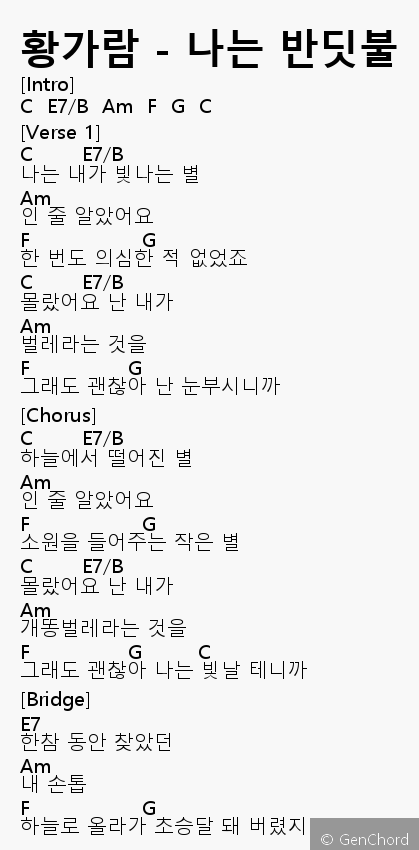 황가람 - 나는 반딧불
[Intro]
C E7/B Am F G C
[Verse 1]
C E7/B
나는 내가 빛나는 별
Am
인 줄 알았어요
F G
한 번도 의심한 적 없었죠
C E7/B
몰랐어요 난 내가
Am
벌레라는 것을
F G
그래도 괜찮아 난 눈부시니까
[Chorus]
C E7/B
하늘에서 떨어진 별
Am
인 줄 알았어요
F G
소원을 들어주는 작은 별
C E7/B
몰랐어요 난 내가
Am
개똥벌레라는 것을
F G C
그래도 괜찮아 나는 빛날 테니까
[Bridge]
E7
한참 동안 찾았던
Am
내 손톱
F G
하늘로 올라가 초승달 돼 버렸지
© GenChord